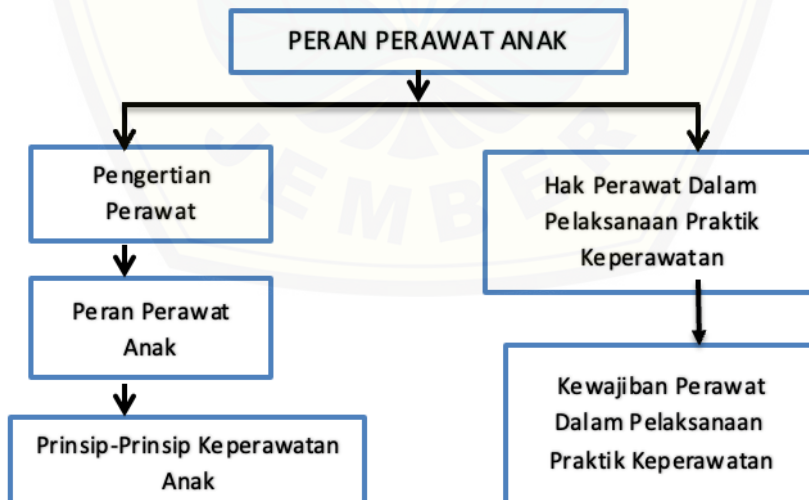 PERAN PERAWAT ANAK
JEMBER
Pengertian
Perawat
Peran Perawat
Anak
Prinsip-Prinsip Keperawatan
Anak
Hak Perawat Dalam
Pelaksanaan Praktik
Keperawatan
Kewajiban Perawat
Dalam Pelaksanaan
Praktik Keperawatan